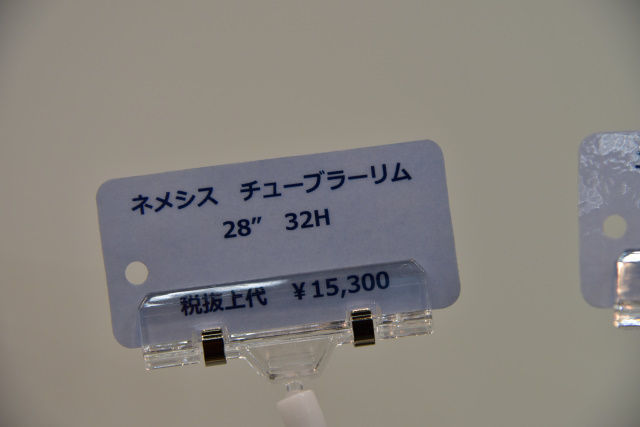 ネメシス　チューブラーリム
28"　32H
税抜上代　￥15,300